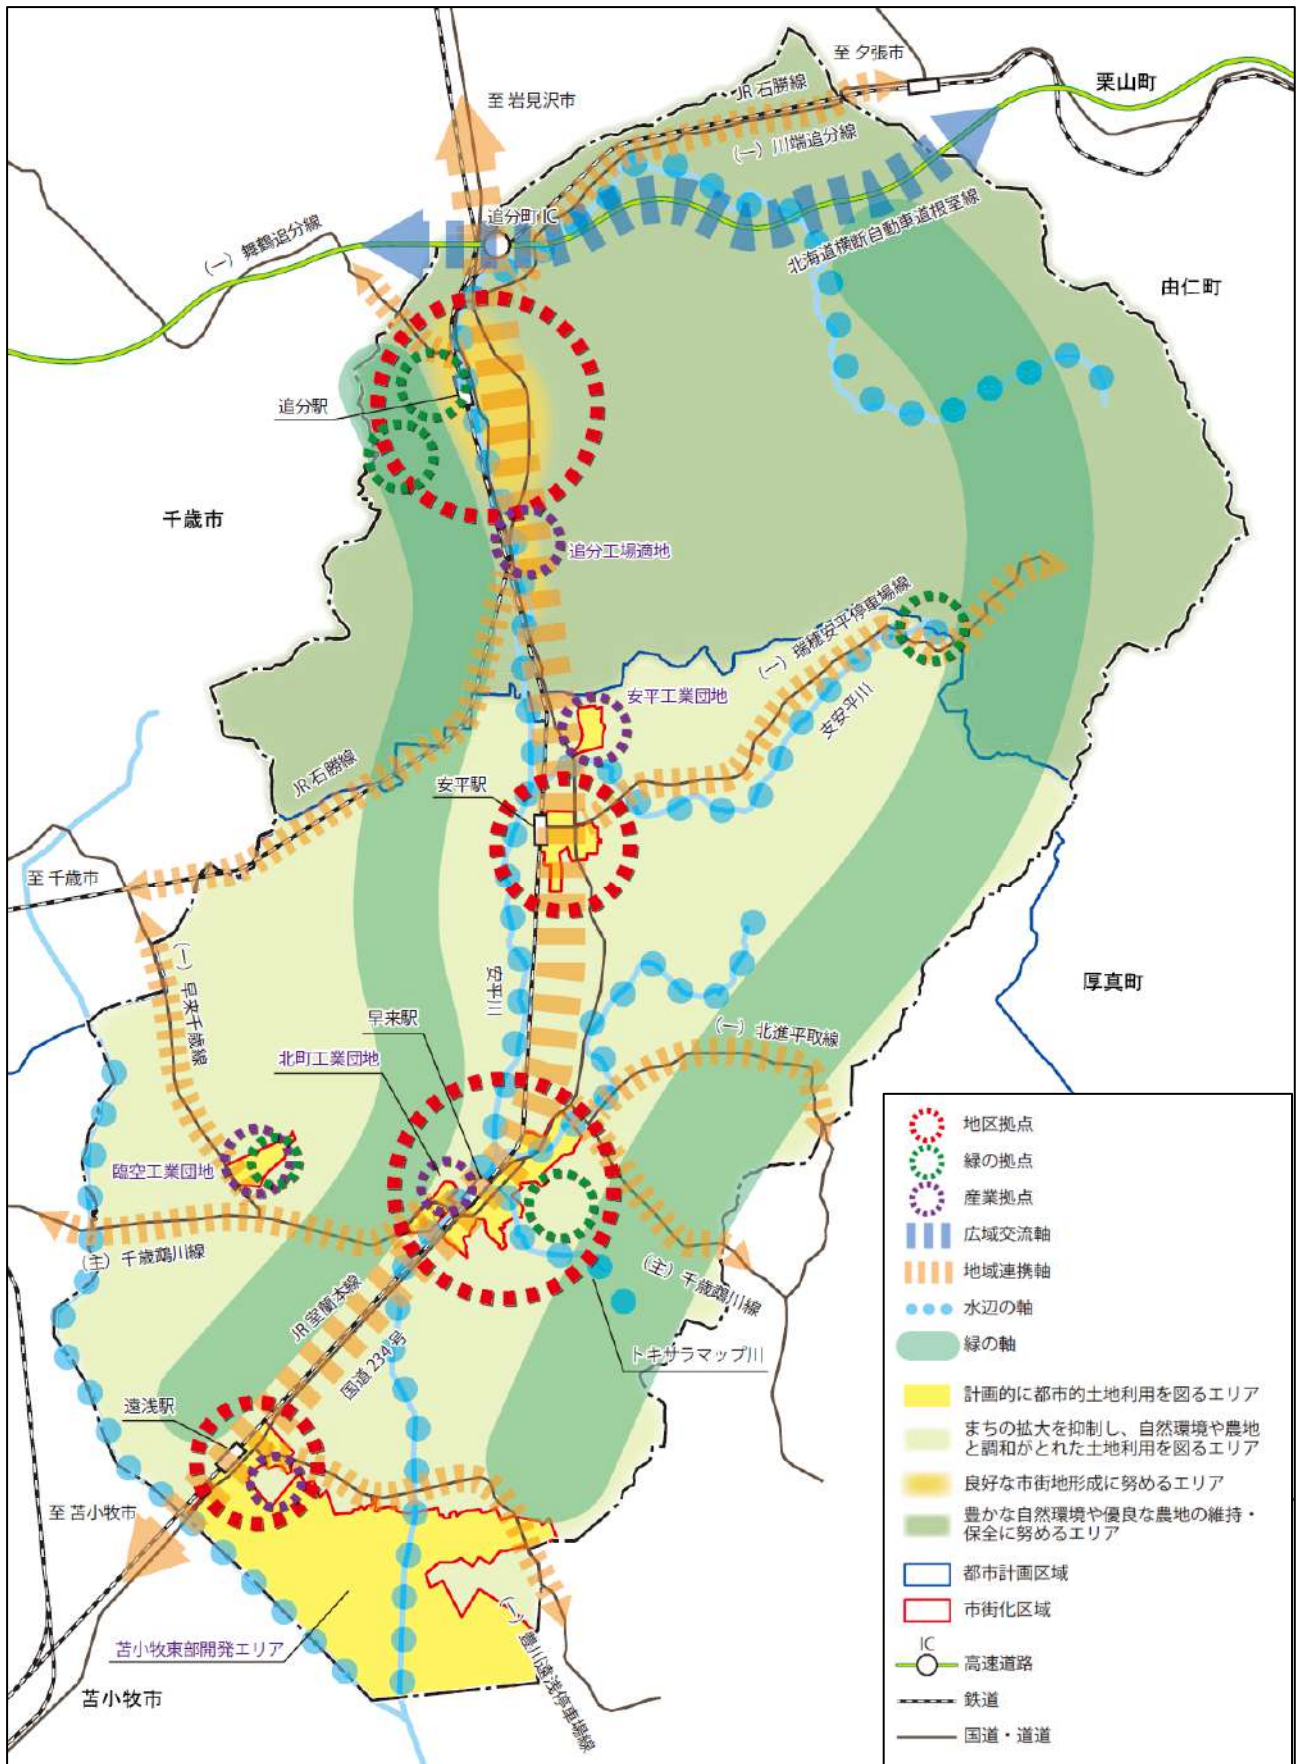 至 夕張市
栗山町
JR 石勝線
至 岩見沢市
(一) 川端追分線
追分町 IC
(一) 舞鶴追分線
北海道横断自動車道根室線
由仁町
追分駅
千歳市
追分工場適地
(一) 瑞穂安平停車場線
安平工業団地
支安平川
JR 石勝線
安平駅
至 千歳市
(一) 早来千歳線
安平川
厚真町
早来駅
(一) 北進平取線
北町工業団地
臨空工業団地
(主) 千歳鵡川線
(主) 千歳鵡川線
JR 室蘭本線
国道 234 号
トキサラマップ川
遠浅駅
至 苫小牧市
苫小牧東部開発エリア
(一) 豊川遠浅停車場線
苫小牧市
地区拠点
緑の拠点
産業拠点
広域交流軸
地域連携軸
水辺の軸
緑の軸
計画的に都市的土地利用を図るエリア
まちの拡大を抑制し、自然環境や農地
と調和がとれた土地利用を図るエリア
良好な市街地形成に努めるエリア
豊かな自然環境や優良な農地の維持・
保全に努めるエリア
都市計画区域
市街化区域
IC
高速道路
鉄道
国道・道道